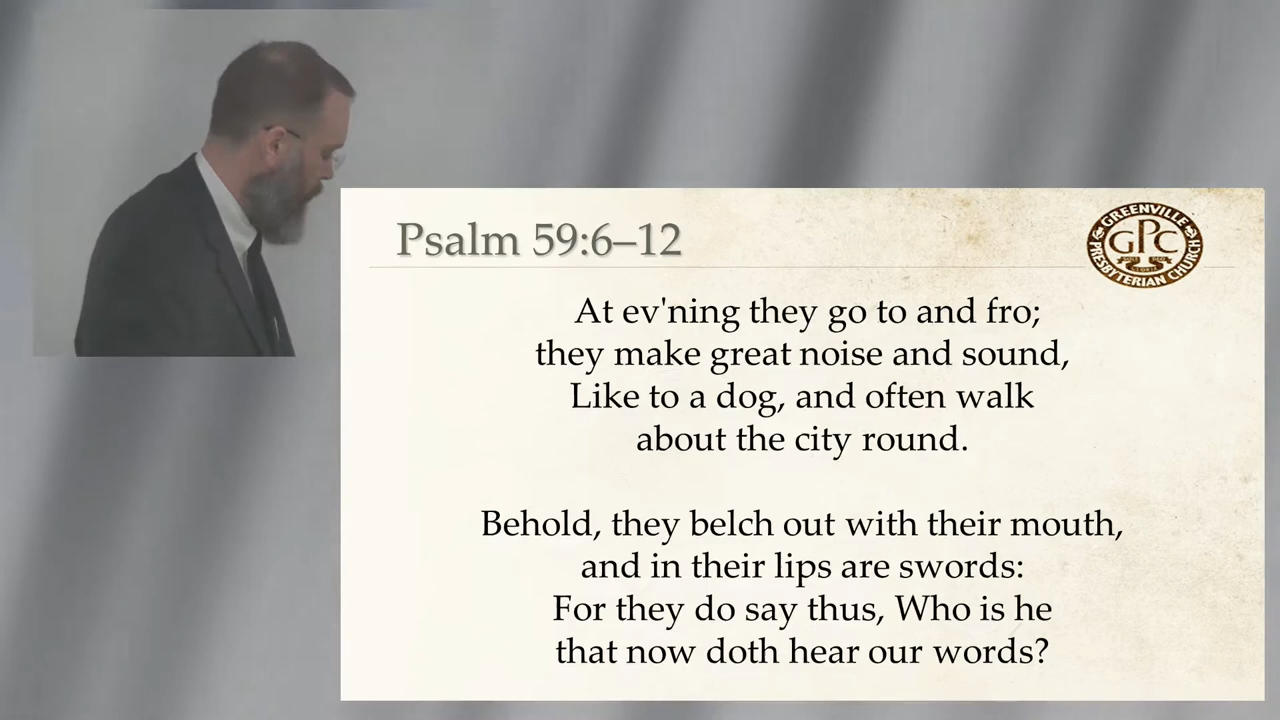 Psalm 59:6–12
GREENVILLE
GPC
PRESBYTERIAN CHURCH
At ev'ning they go to and fro;
they make great noise and sound,
Like to a dog, and often walk
about the city round.
Behold, they belch out with their mouth,
and in their lips are swords:
For they do say thus, Who is he
that now doth hear our words?